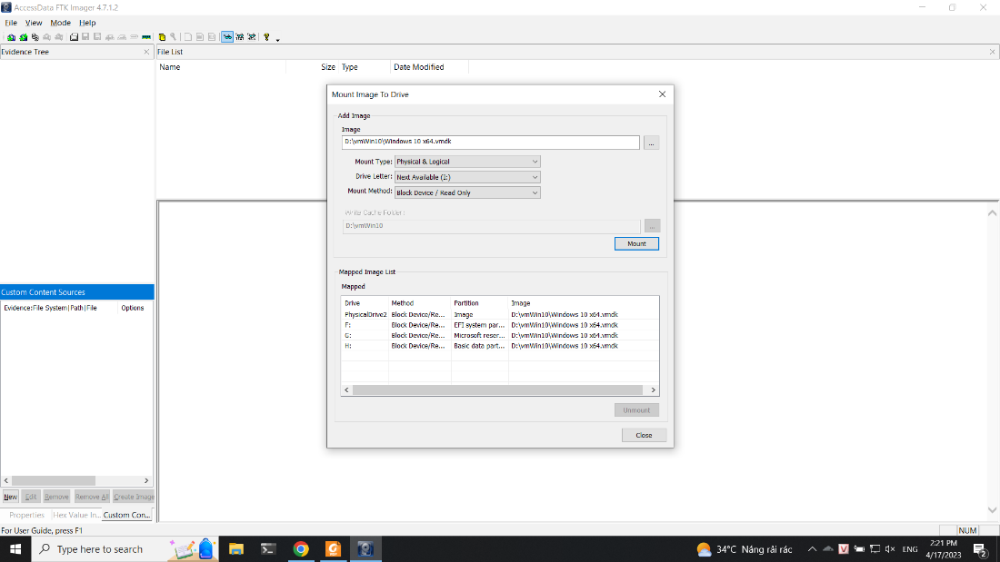 AccessData FTK Imager 4.7.1.2
File View Mode Help
Evidence Tree
File List
Name Size Type Date Modified
Mount Image To Drive
Add Image
Image
D:\vmWin10\Windows 10 x64.vmdk
...
Mount Type: Physical & Logical
Drive Letter: Next Available (I:)
Mount Method: Block Device / Read Only
Write Cache Folder:
D:\vmWin10
...
Mount
Mapped Image List
Mapped
Drive Method Partition Image
PhysicalDrive2 Block Device/Re... Image D:\vmWin10\Windows 10 x64.vmdk
F: Block Device/Re... EFI system par... D:\vmWin10\Windows 10 x64.vmdk
G: Block Device/Re... Microsoft reser... D:\vmWin10\Windows 10 x64.vmdk
H: Block Device/Re... Basic data part... D:\vmWin10\Windows 10 x64.vmdk
Unmount
Close
Custom Content Sources
Evidence:File System|Path|File Options
New Edit Remove Remove All Create Image
Properties Hex Value In... Custom Con...
For User Guide, press F1
NUM
Type here to search
34°C Nắng rải rác
ENG
2:21 PM
4/17/2023
2